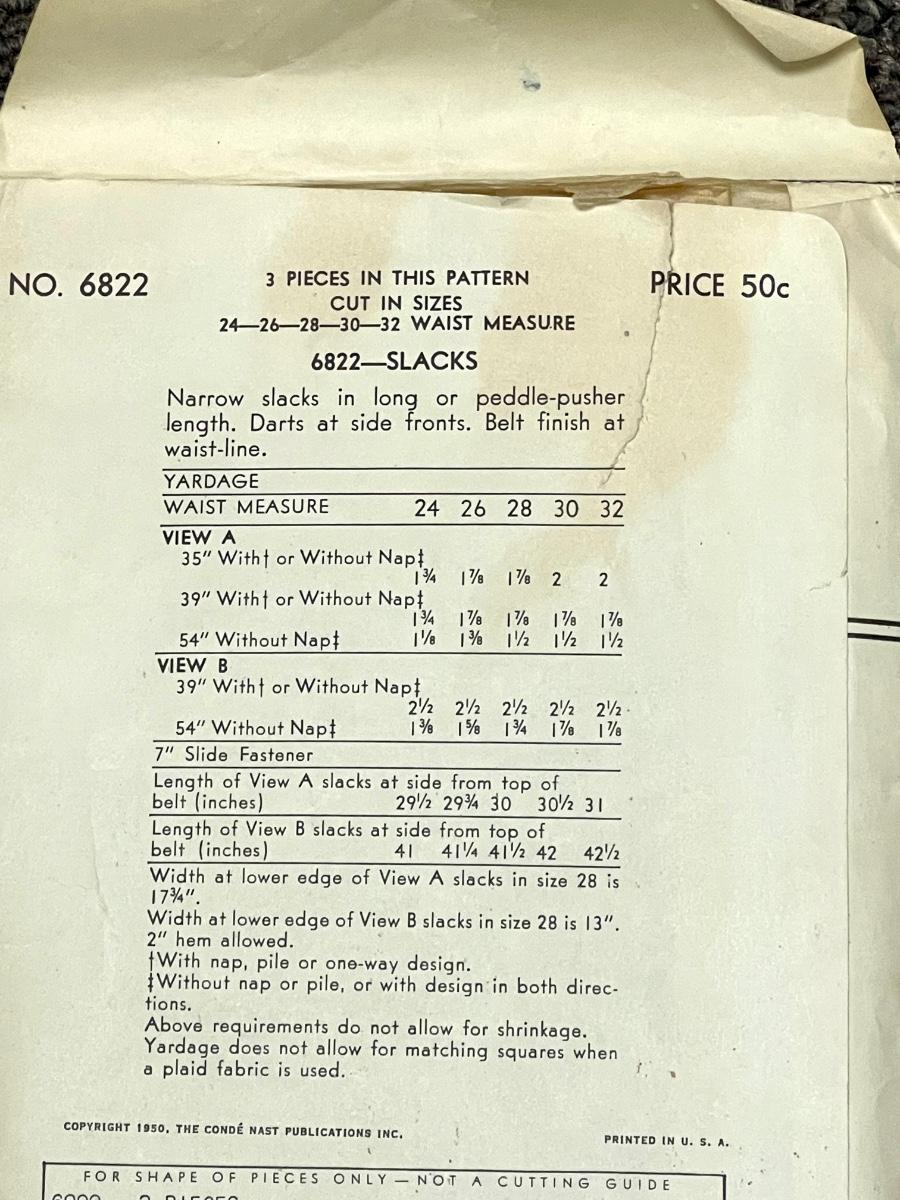 NO. 6822
3 PIECES IN THIS PATTERN
CUT IN SIZES
24—26—28—30—32 WAIST MEASURE
PRICE 50c
6822—SLACKS
Narrow slacks in long or peddle-pusher
length. Darts at side fronts. Belt finish at
waist-line.
YARDAGE
WAIST MEASURE 24 26 28 30 32
VIEW A
35" With† or Without Nap‡
1¾ 1⅞ 1⅞ 2 2
39" With† or Without Nap‡
1¾ 1⅞ 1⅞ 1⅞ 1⅞
54" Without Nap‡ 1⅛ 1⅜ 1½ 1½ 1½
VIEW B
39" With† or Without Nap‡
2½ 2½ 2½ 2½ 2½
54" Without Nap‡ 1⅜ 1⅝ 1¾ 1⅞ 1⅞
7" Slide Fastener
Length of View A slacks at side from top of
belt (inches) 29½ 29¾ 30 30½ 31
Length of View B slacks at side from top of
belt (inches) 41 41¼ 41½ 42 42½
Width at lower edge of View A slacks in size 28 is
17¾".
Width at lower edge of View B slacks in size 28 is 13".
2" hem allowed.
†With nap, pile or one-way design.
‡Without nap or pile, or with design in both direc-
tions.
Above requirements do not allow for shrinkage.
Yardage does not allow for matching squares when
a plaid fabric is used.
COPYRIGHT 1950, THE CONDÉ NAST PUBLICATIONS INC.
PRINTED IN U. S. A.
FOR SHAPE OF PIECES ONLY — NOT A CUTTING GUIDE